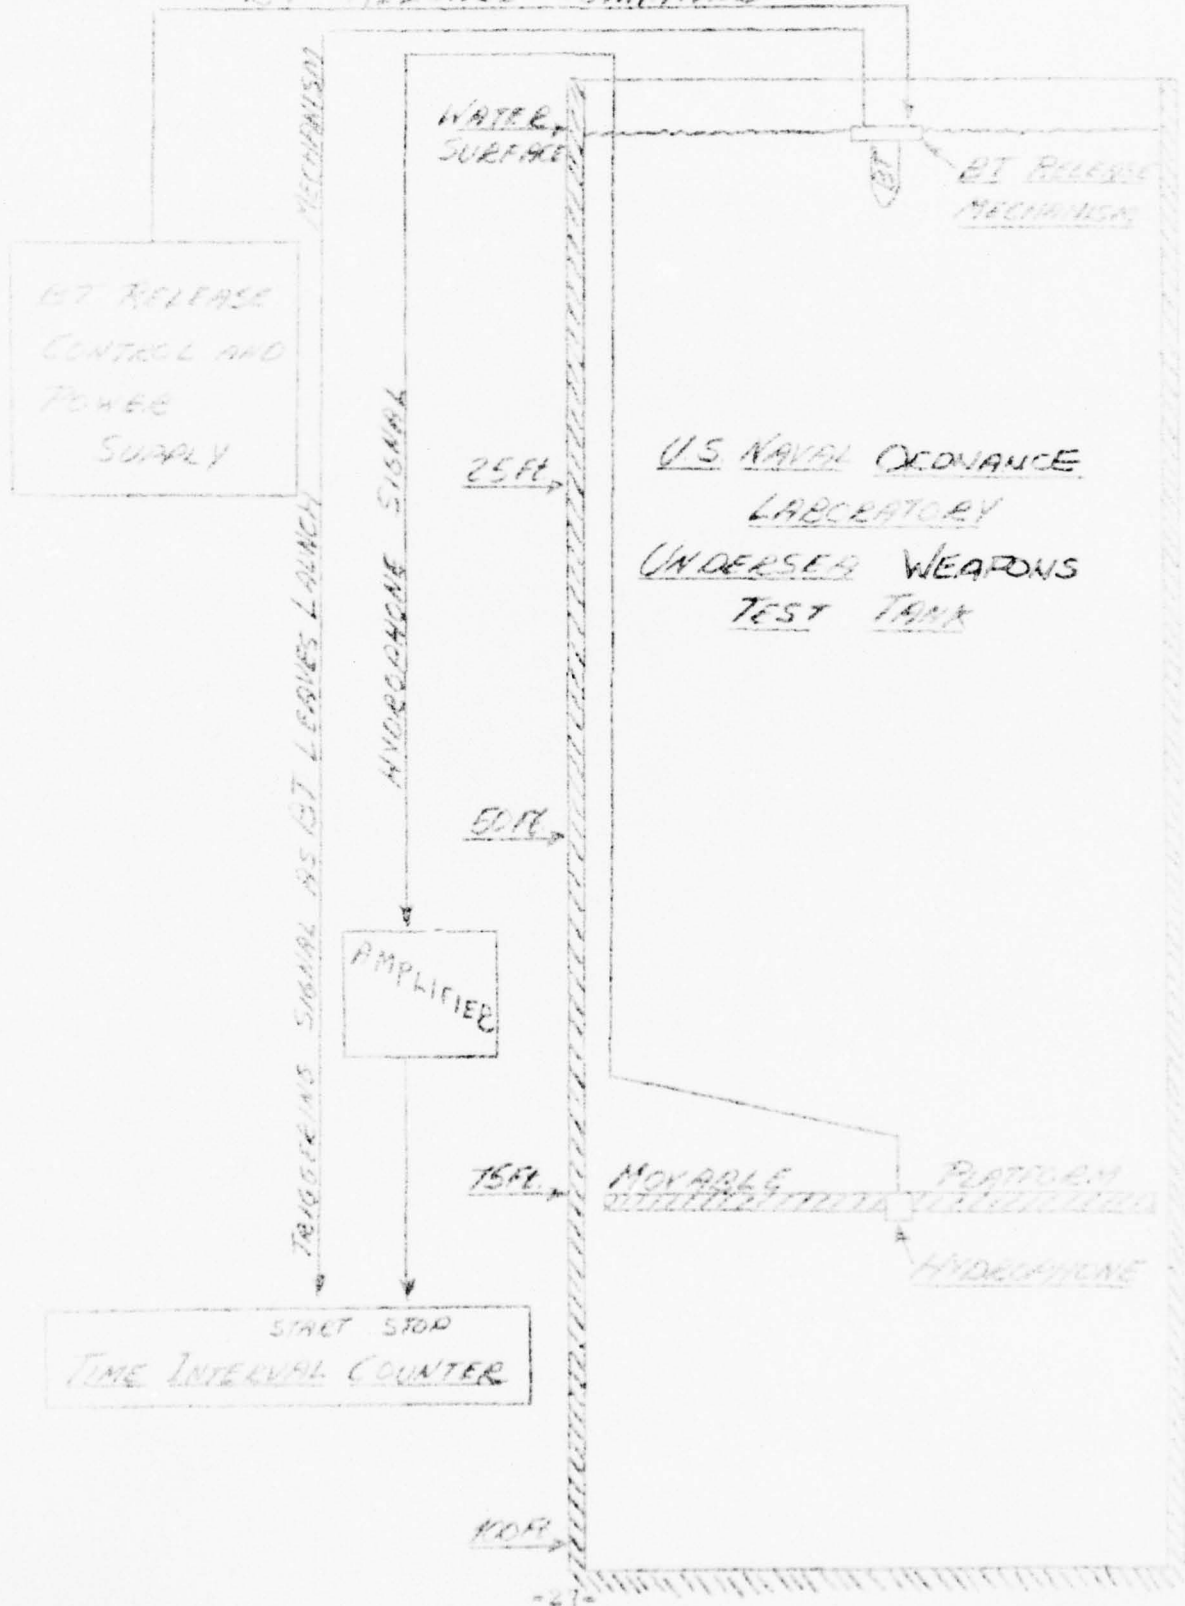 MECHANISM
WATER
SURFACE
BT
BT RELEASE
MECHANISM
BT RELEASE
CONTROL AND
POWER
SUPPLY
TRIGGERING SIGNAL AS BT LEAVES LAUNCH
HYDROPHONE SIGNAL
25 Ft.
U.S. NAVAL ORDNANCE
LABORATORY
UNDERSEA WEAPONS
TEST TANK
50 Ft.
AMPLIFIER
75 Ft.
MOVABLE PLATFORM
HYDROPHONE
START STOP
TIME INTERVAL COUNTER
100 Ft.
-27-